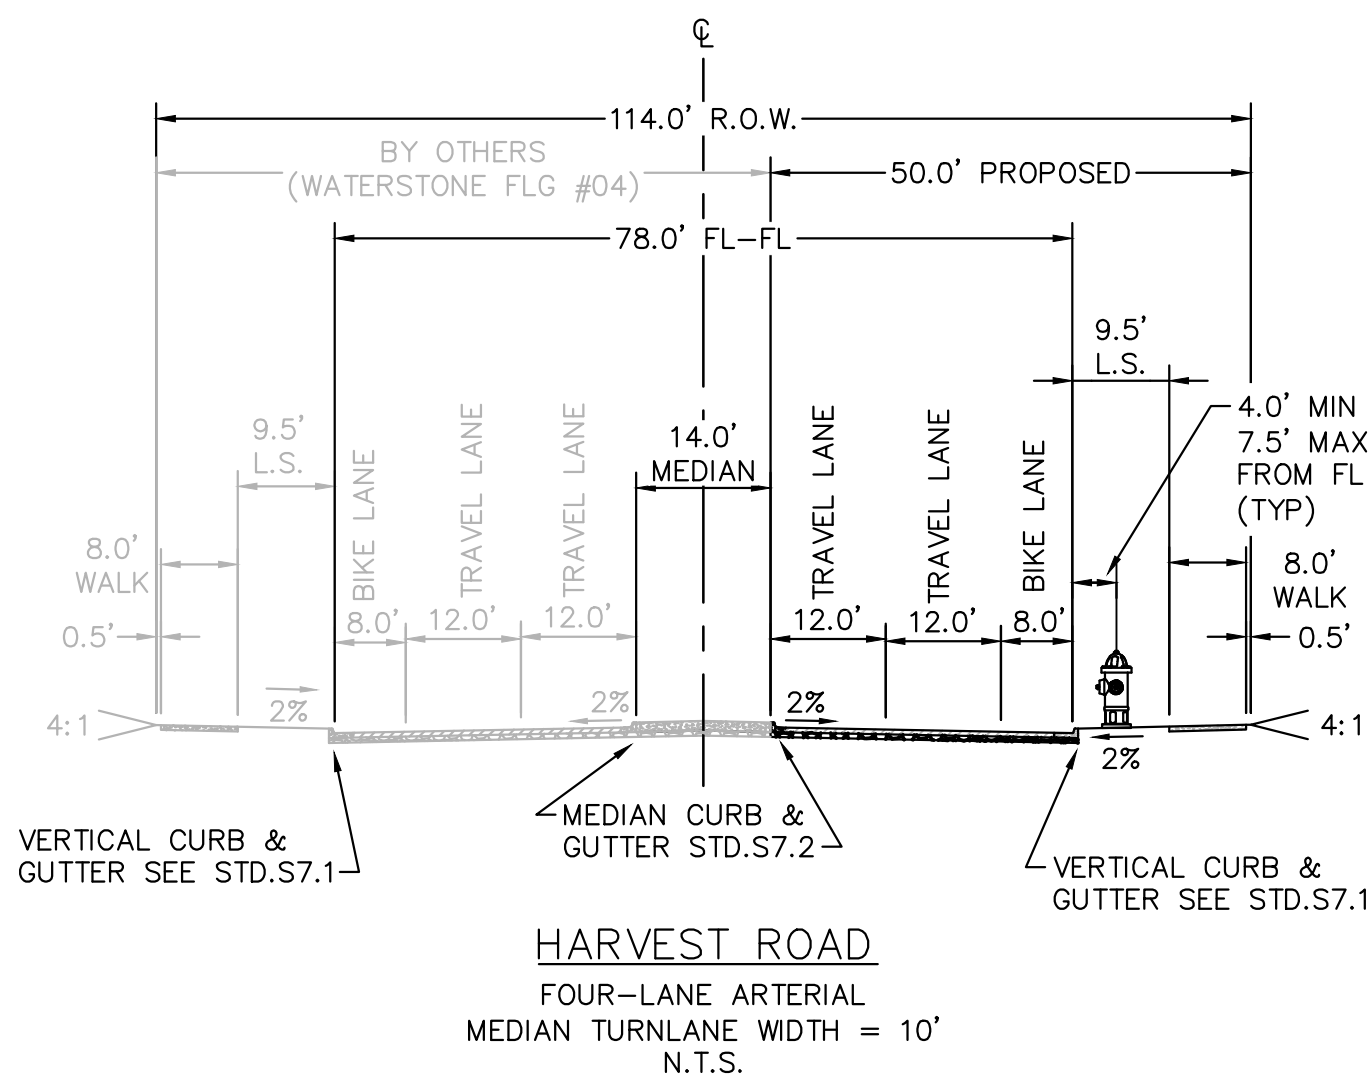 ℄
114.0' R.O.W.
BY OTHERS
(WATERSTONE FLG #04)
50.0' PROPOSED
78.0' FL-FL
9.5'
L.S.
4.0' MIN
7.5' MAX
FROM FL
(TYP)
9.5'
L.S.
14.0'
MEDIAN
BIKE LANE
TRAVEL LANE
TRAVEL LANE
TRAVEL LANE
TRAVEL LANE
BIKE LANE
8.0'
WALK
8.0'
WALK
0.5'
8.0'
12.0'
12.0'
12.0'
12.0'
8.0'
0.5'
4:1
2%
2%
2%
2%
4:1
VERTICAL CURB &
GUTTER SEE STD.S7.1
MEDIAN CURB &
GUTTER STD.S7.2
VERTICAL CURB &
GUTTER SEE STD.S7.1
HARVEST ROAD
FOUR-LANE ARTERIAL
MEDIAN TURNLANE WIDTH = 10'
N.T.S.